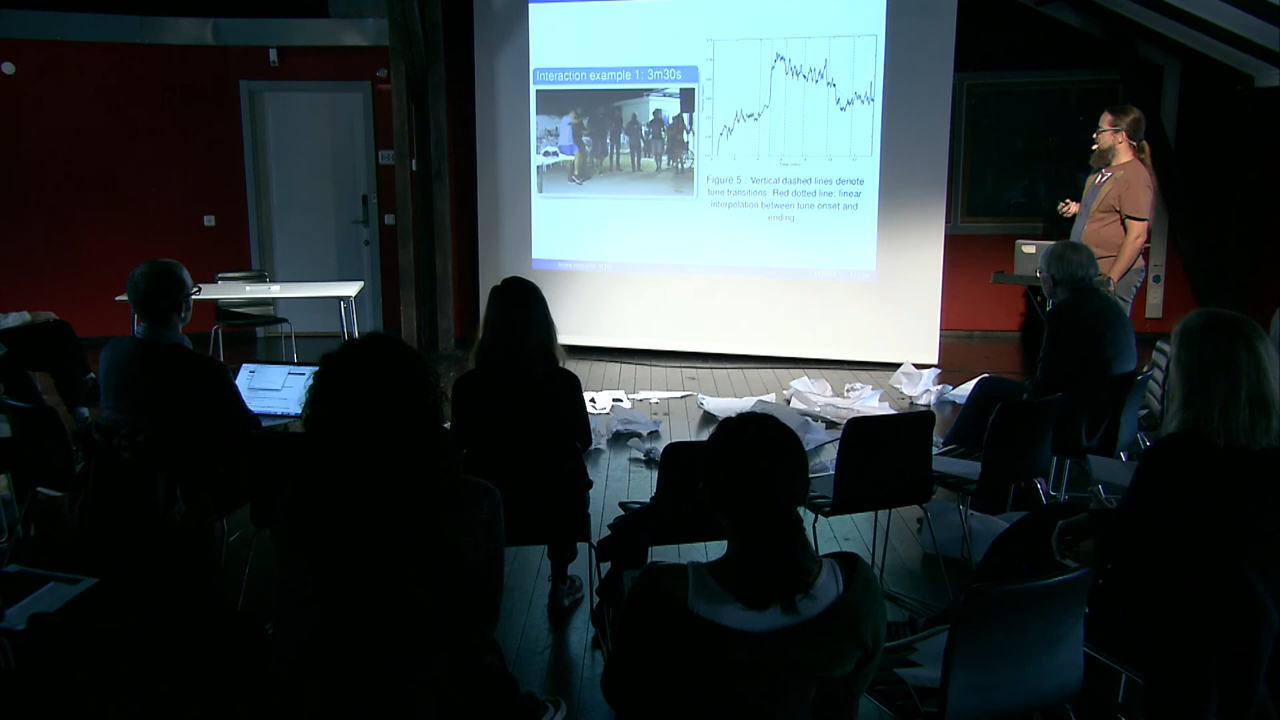 Interaction example 1: 3m30s
Figure 5 : Vertical dashed lines denote
tune transitions. Red dotted line: linear
interpolation between tune onset and
ending.